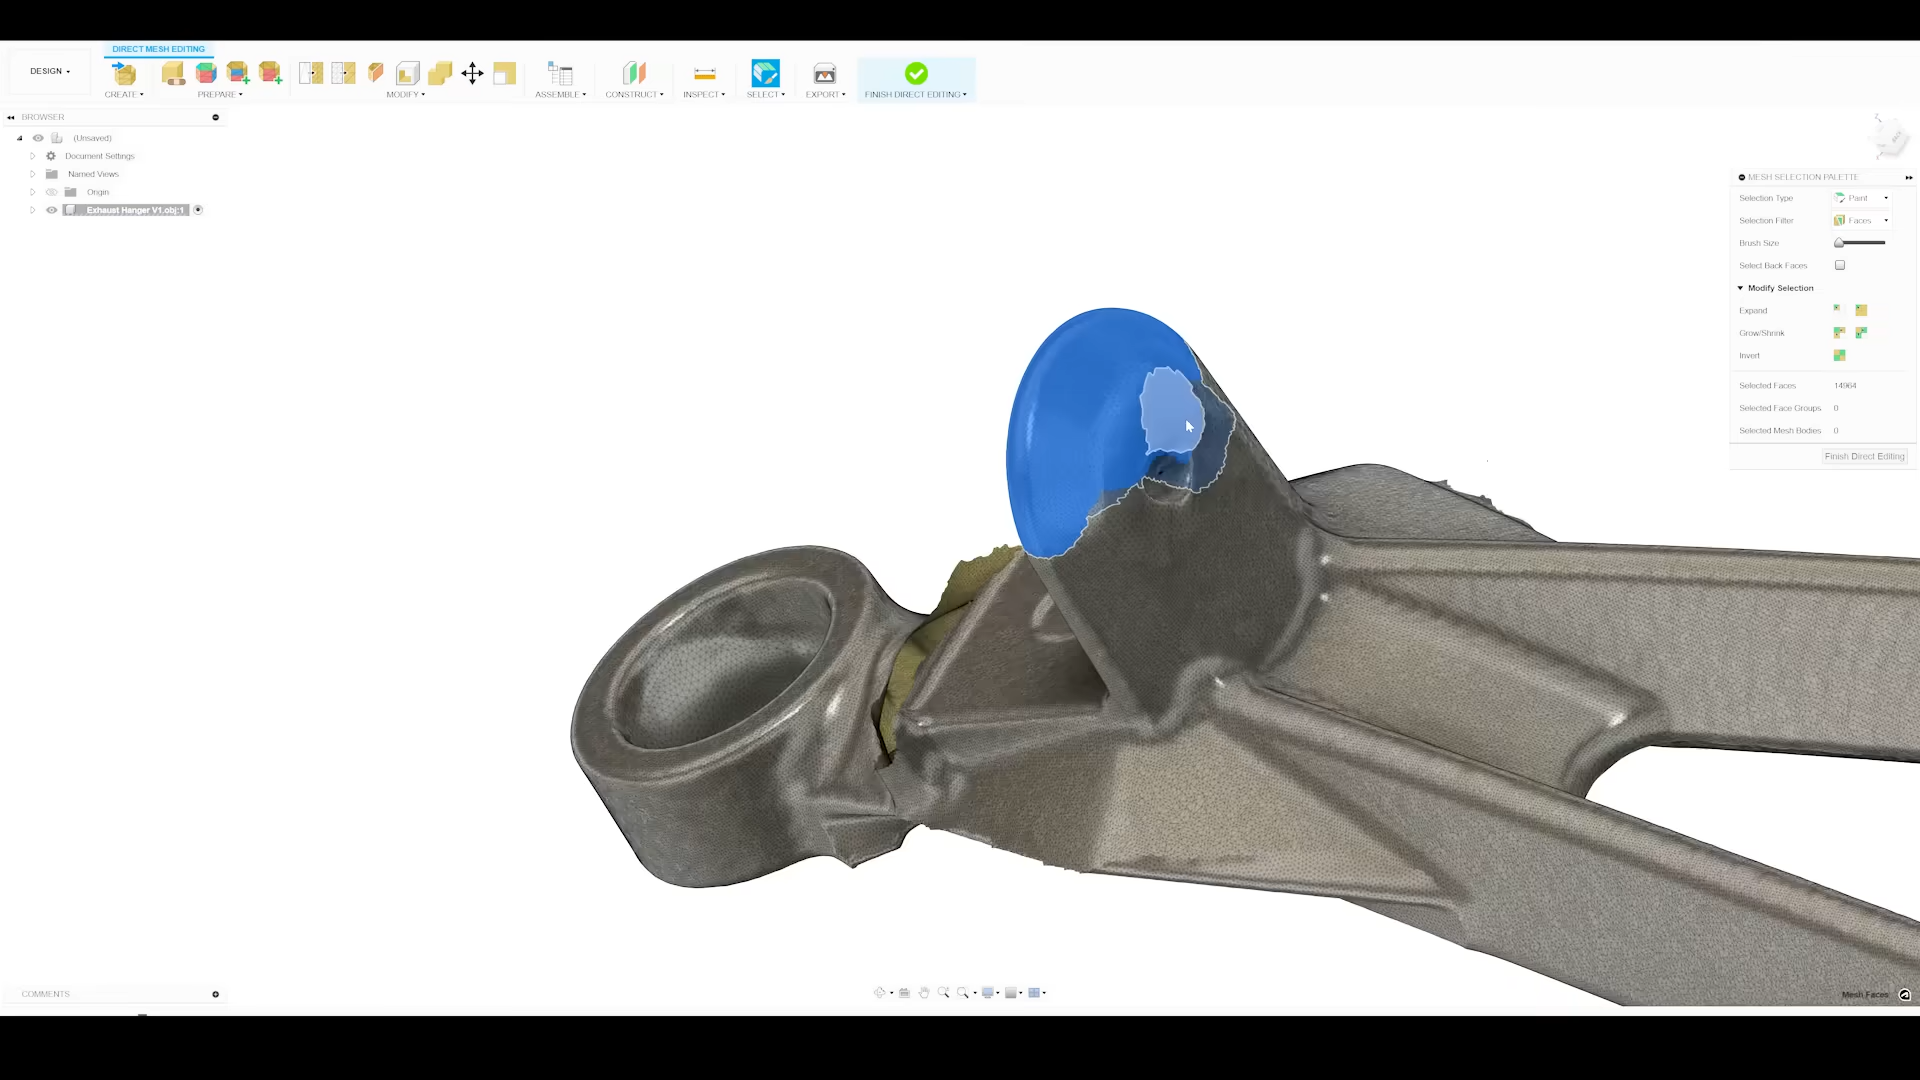 DIRECT MESH EDITING
DESIGN
CREATE
PREPARE
MODIFY
ASSEMBLE
CONSTRUCT
INSPECT
SELECT
EXPORT
FINISH DIRECT EDITING
BROWSER
(Unsaved)
Document Settings
Named Views
Origin
Exhaust Hanger V1.obj:1
MESH SELECTION PALETTE
Selection Type Paint
Selection Filter Faces
Brush Size
Select Back Faces
Modify Selection
Expand
Grow/Shrink
Invert
Selected Faces 14964
Selected Face Groups 0
Selected Mesh Bodies 0
Finish Direct Editing
COMMENTS
Mesh Faces